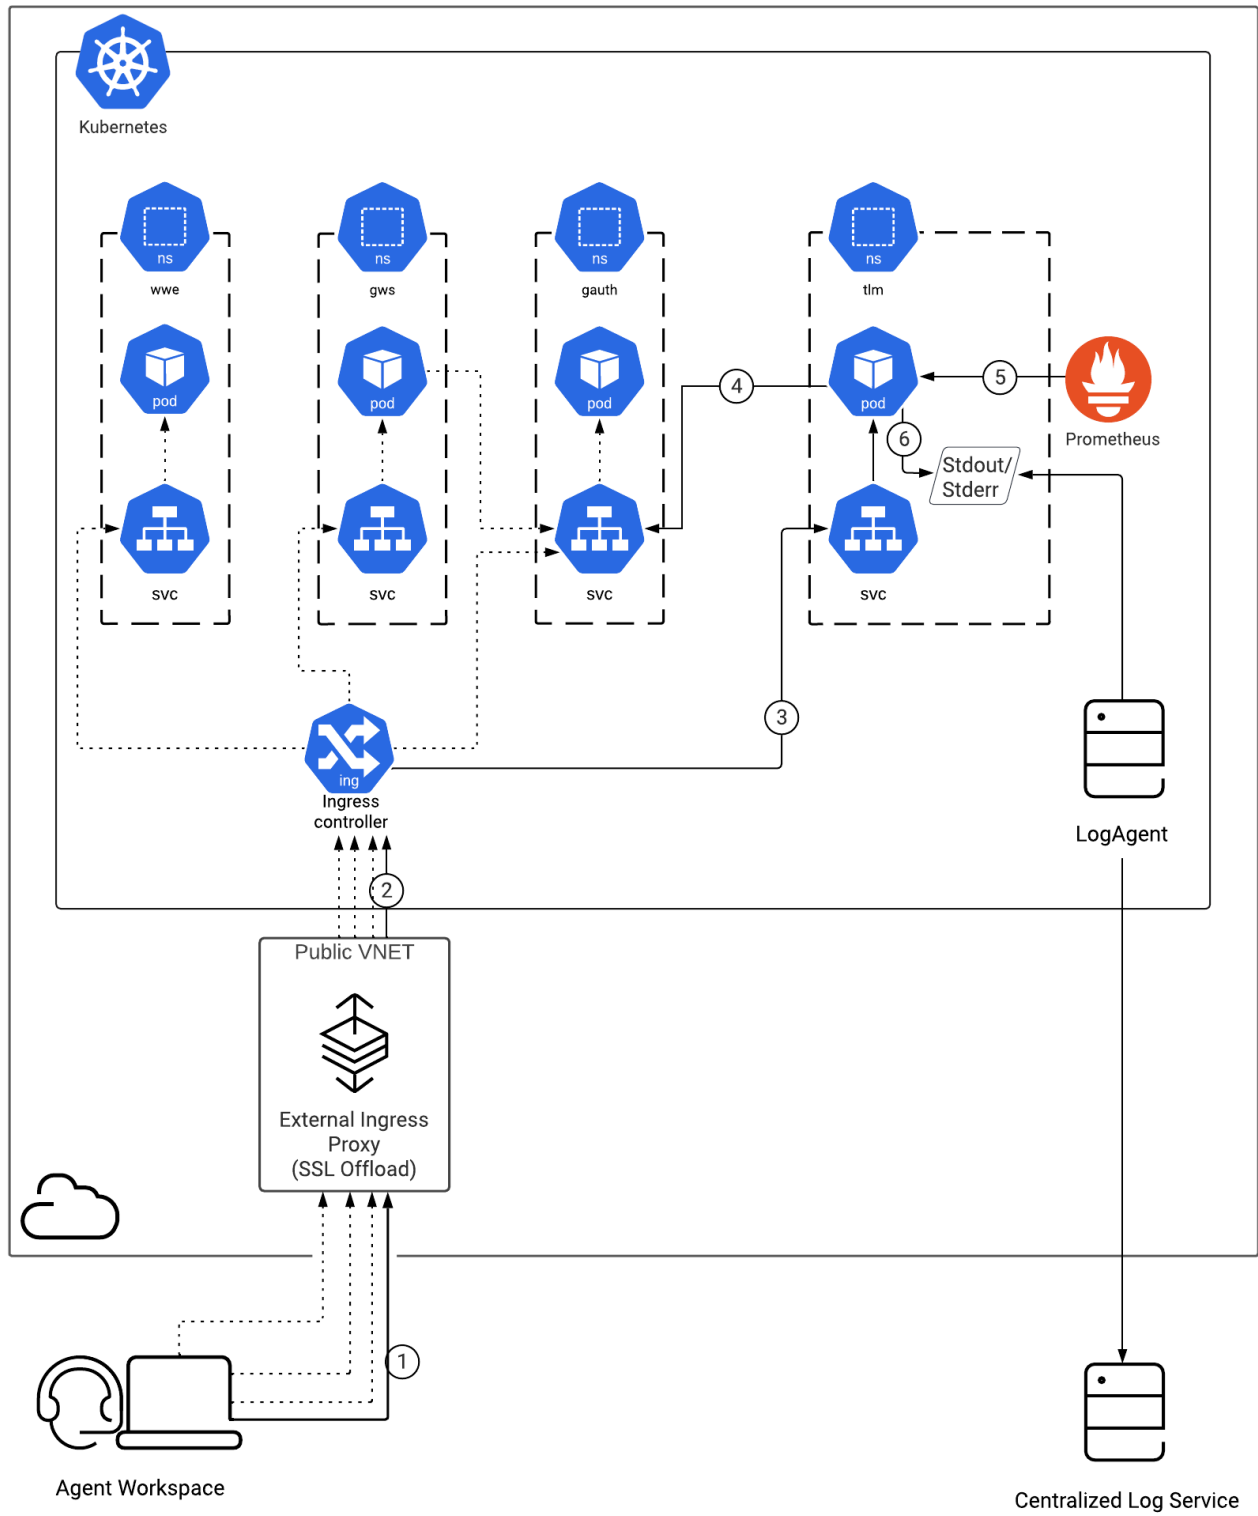 Kubernetes
ns
ns
ns
ns
wwe
gws
gauth
tlm
pod
pod
pod
pod
4
5
Prometheus
6
Stdout/
Stderr
svc
svc
svc
svc
3
ing
Ingress
controller
LogAgent
2
Public VNET
External Ingress
Proxy
(SSL Offload)
1
Agent Workspace
Centralized Log Service